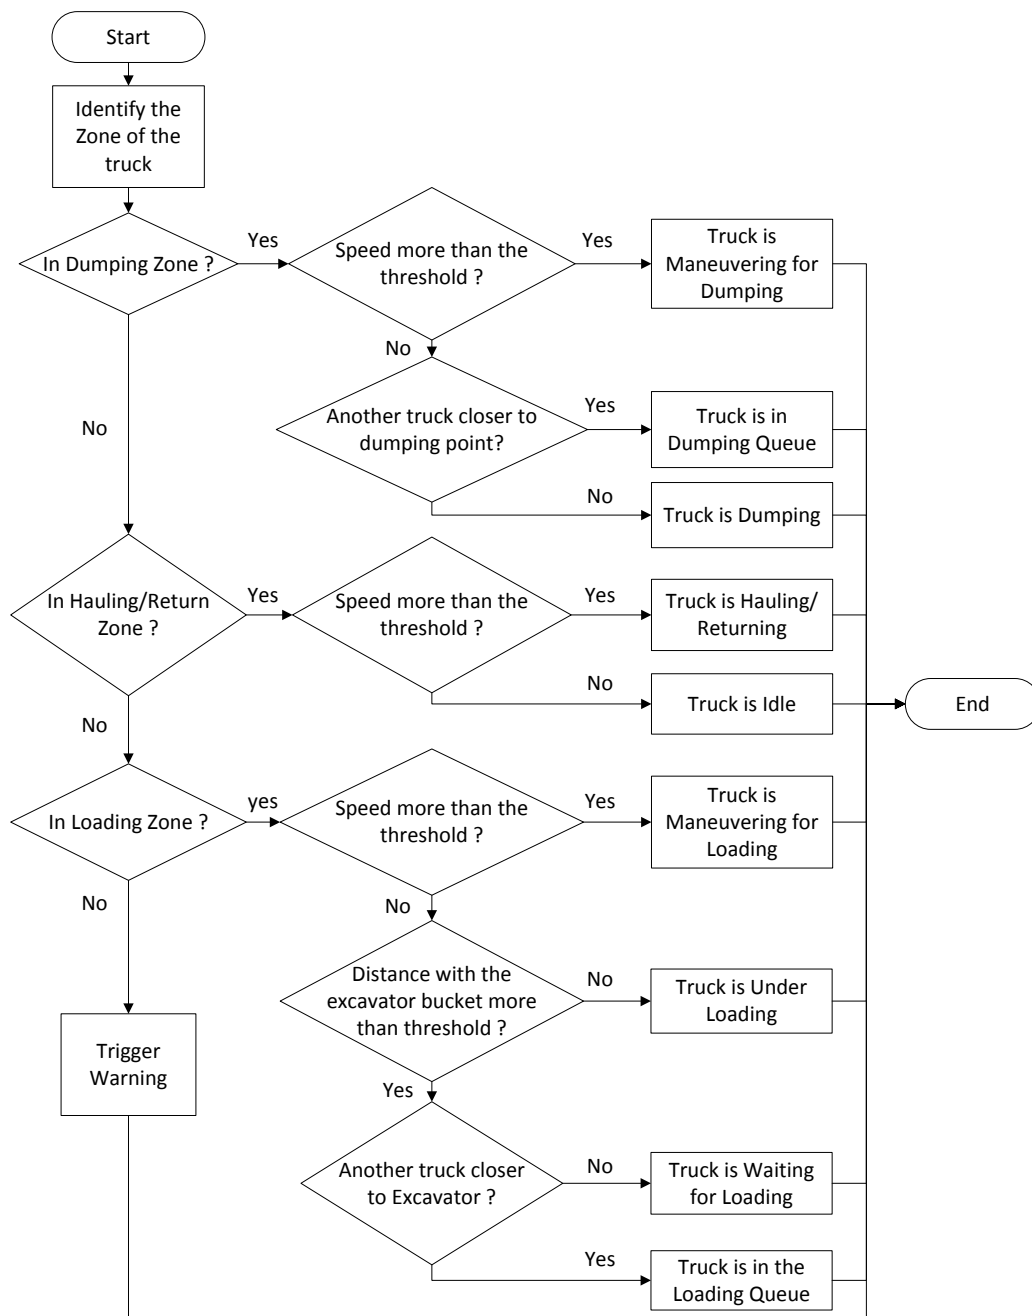 Start
Identify the
Zone of the
truck
In Dumping Zone ?
Yes
Speed more than the
threshold ?
Yes
Truck is
Maneuvering for
Dumping
No
No
Another truck closer to
dumping point?
Yes
Truck is in
Dumping Queue
No
Truck is Dumping
In Hauling/Return
Zone ?
Yes
Speed more than the
threshold ?
Yes
Truck is Hauling/
Returning
No
Truck is Idle
End
No
In Loading Zone ?
yes
Speed more than the
threshold ?
Yes
Truck is
Maneuvering for
Loading
No
No
Distance with the
excavator bucket more
than threshold ?
No
Truck is Under
Loading
Trigger
Warning
Yes
Another truck closer
to Excavator ?
No
Truck is Waiting
for Loading
Yes
Truck is in the
Loading Queue